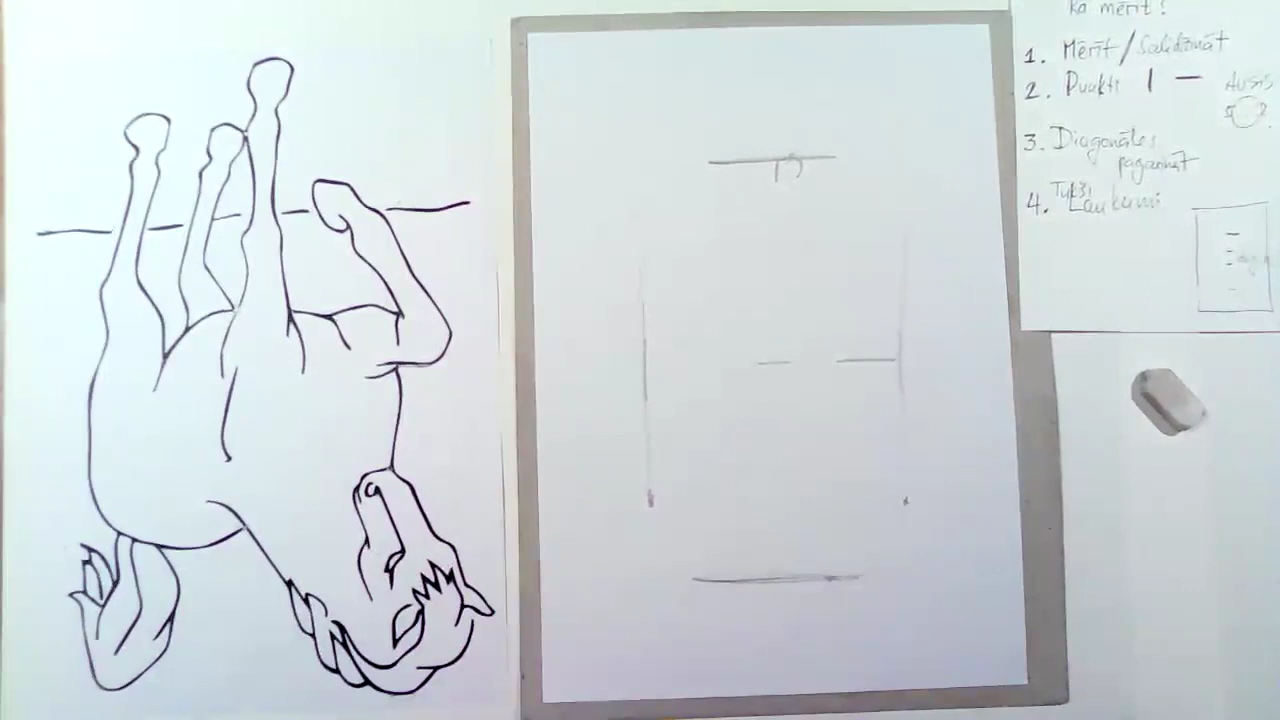 ka mērīt?
1. Mērīt/Salīdzināt
2. Punkti | —
3. Diagonāles
pagarināt
4. Tukši
Laukumi